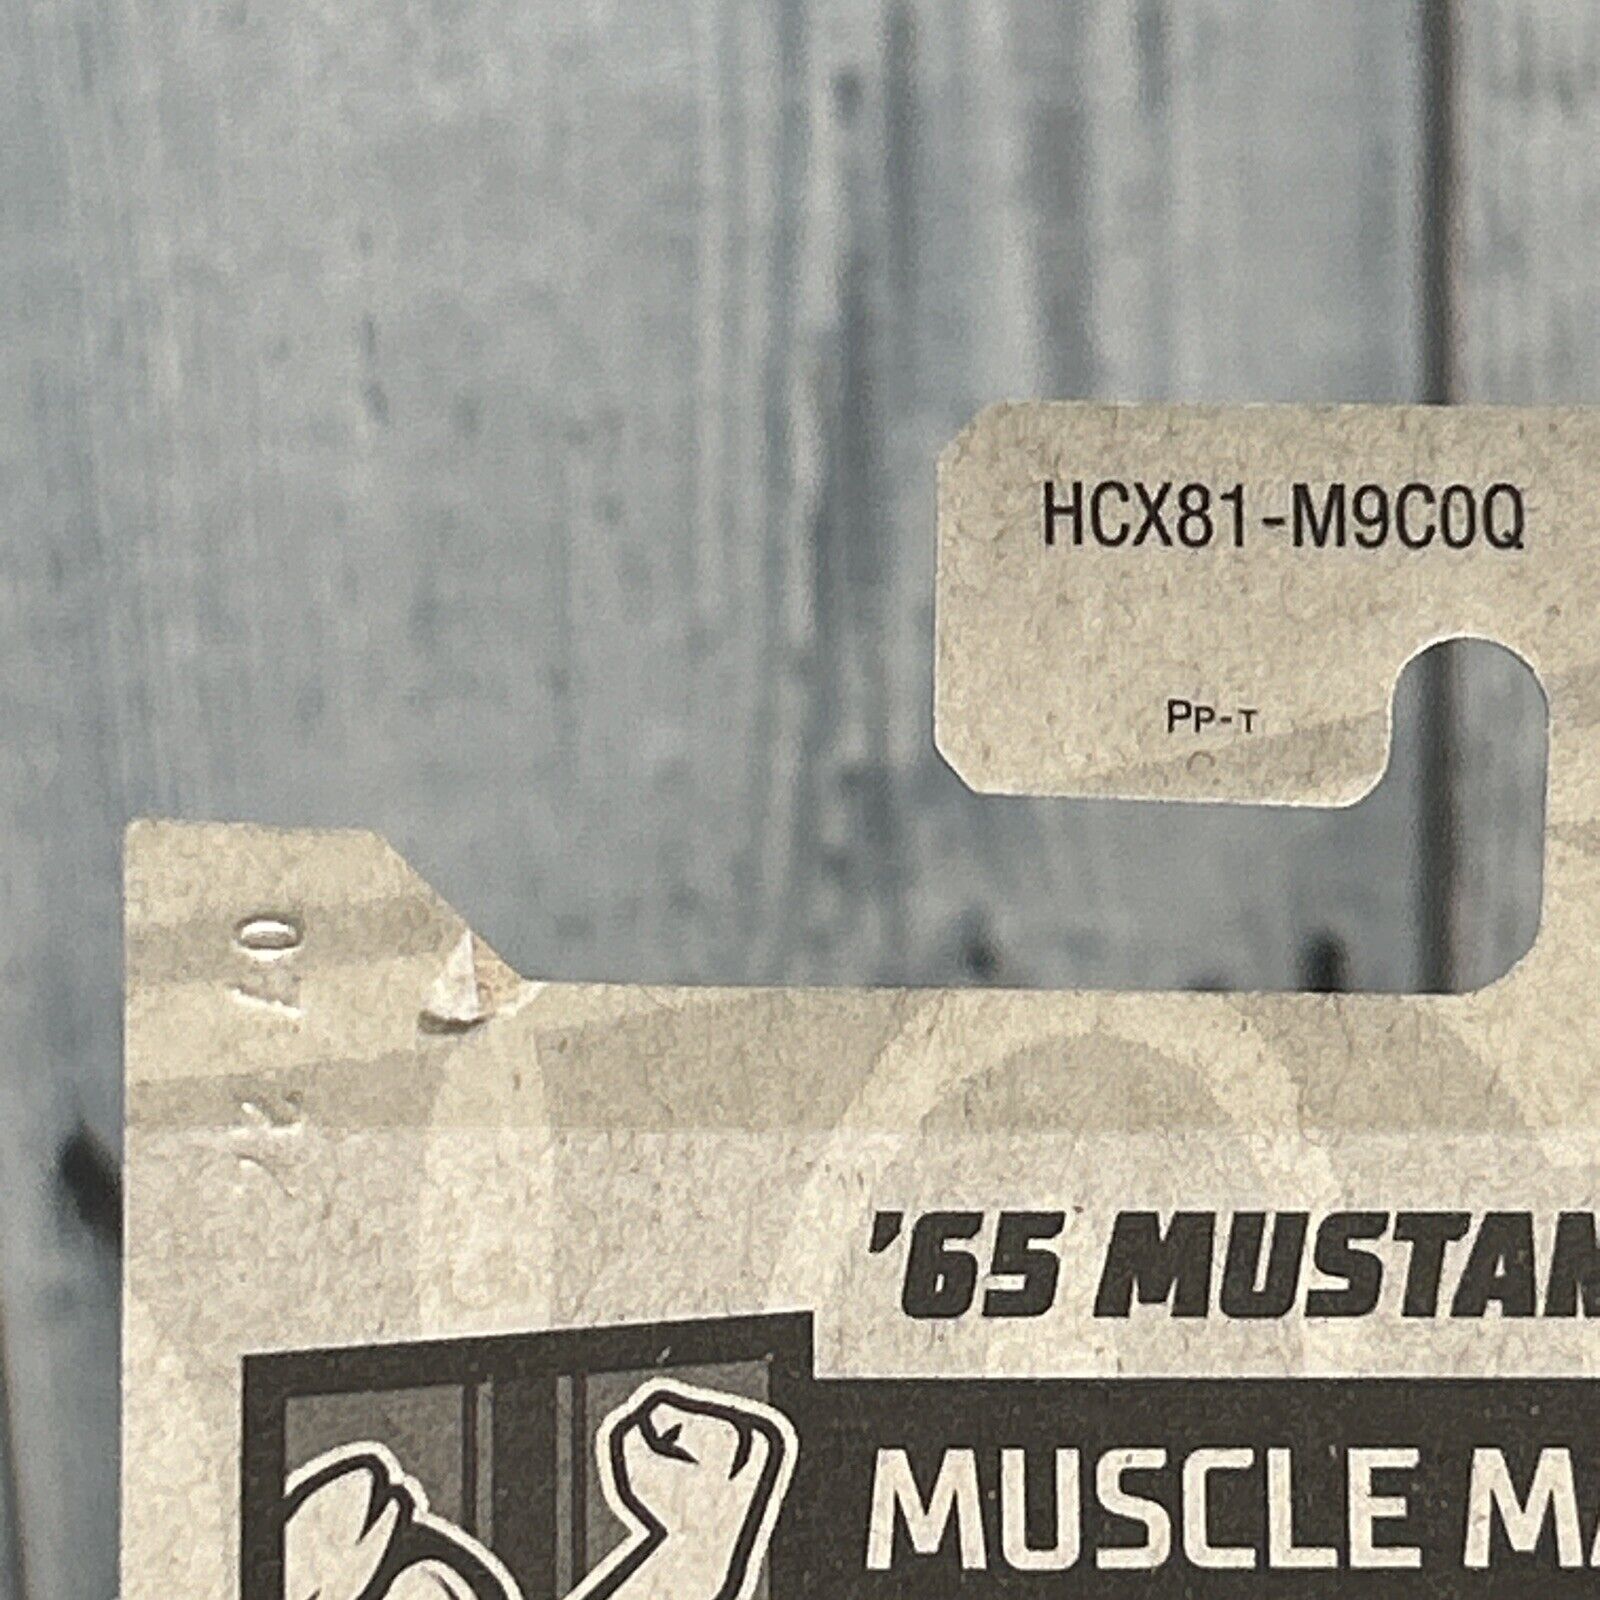 HCX81-M9C0Q
PP-T
'65 MUSTAN
MUSCLE MA